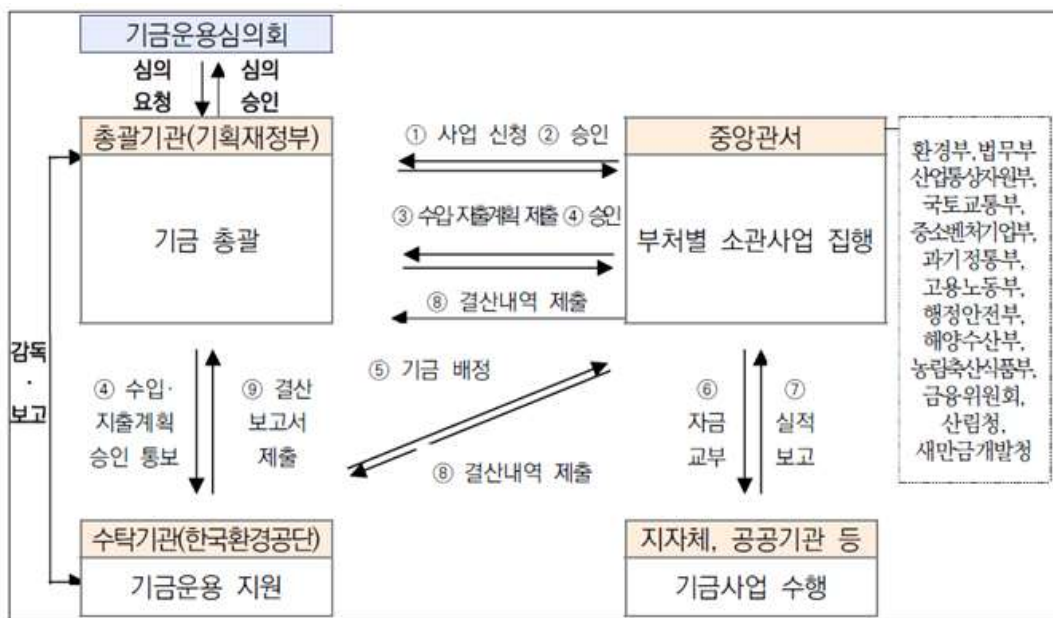 기금운용심의회
심의 심의
요청 승인
총괄기관(기획재정부)
기금 총괄
① 사업 신청 ② 승인
③ 수입·지출계획 제출 ④ 승인
⑧ 결산내역 제출
중앙관서
부처별 소관사업 집행
환경부, 법무부
산업통상자원부,
국토교통부,
중소벤처기업부,
과기정통부,
고용노동부,
행정안전부,
해양수산부,
농림축산식품부,
금융위원회,
산림청,
새만금개발청
감독
·
보고
④ 수입·
지출계획
승인 통보
⑨ 결산
보고서
제출
⑤ 기금 배정
⑧ 결산내역 제출
⑥
자금
교부
⑦
실적
보고
수탁기관(한국환경공단)
기금운용 지원
지자체, 공공기관 등
기금사업 수행